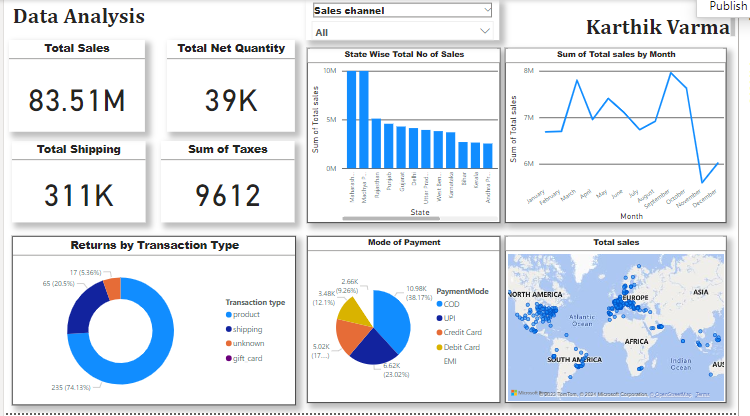 Publish
Data Analysis
Karthik Varma
Sales channel
All
Total Sales
83.51M
Total Net Quantity
39K
Total Shipping
311K
Sum of Taxes
9612
State Wise Total No of Sales
Sum of Total sales
10M
5M
0M
Maharash...
Madhya P...
Rajasthan
Punjab
Gujarat
Delhi
Uttar Prad...
West Ben...
Karnataka
Bihar
Kerala
Andhra Pr...
State
Sum of Total sales by Month
Sum of Total sales
8M
7M
6M
January
February
March
April
May
June
July
August
September
October
November
December
Month
Returns by Transaction Type
17 (5.36%)
65 (20.5%)
235 (74.13%)
Transaction type
product
shipping
unknown
gift card
Mode of Payment
2.66K
(9.26%)
3.48K
(12.1%)
5.02K
(17....)
6.62K
(23.02%)
10.98K
(38.17%)
PaymentMode
COD
UPI
Credit Card
Debit Card
EMI
Total sales
NORTH AMERICA
EUROPE
ASIA
Atlantic
Ocean
AFRICA
SOUTH AMERICA
Indian
Ocean
AUS
© 2022 TomTom, © 2024 Microsoft Corporation, © OpenStreetMap Terms